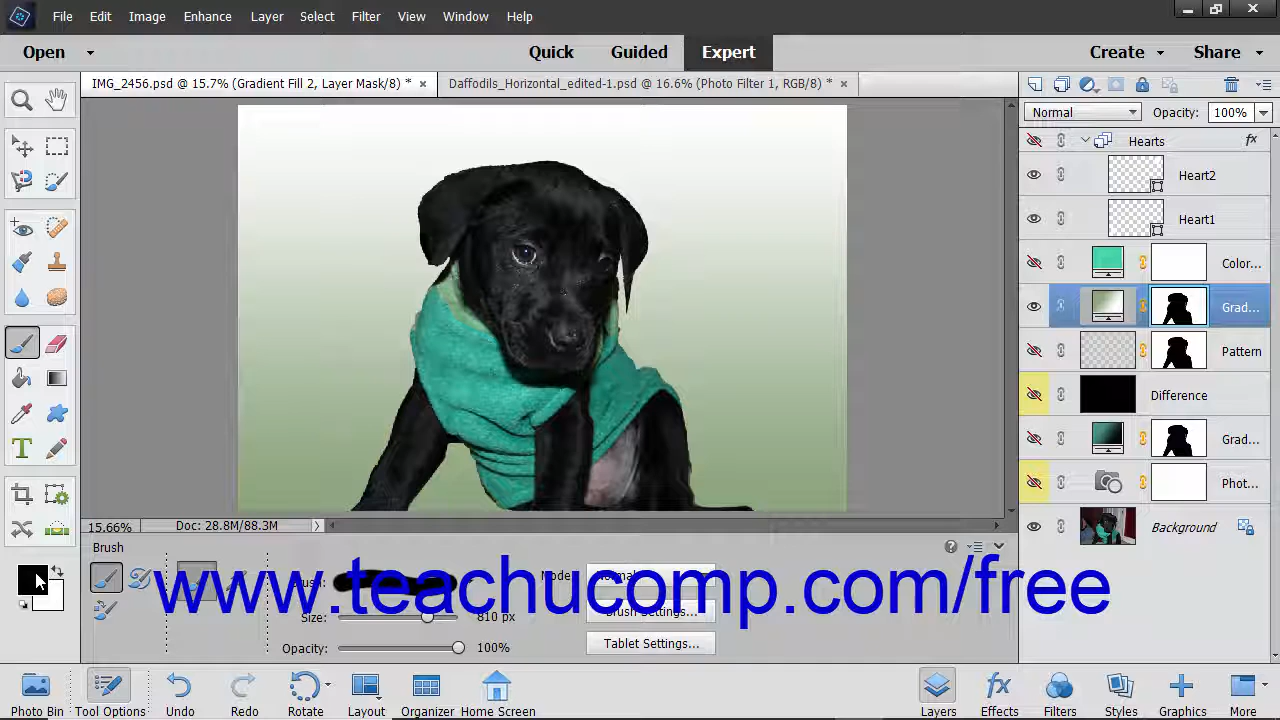 File Edit Image Enhance Layer Select Filter View Window Help
Open Quick Guided Expert Create Share
IMG_2456.psd @ 15.7% (Gradient Fill 2, Layer Mask/8) * Daffodils_Horizontal_edited-1.psd @ 16.6% (Photo Filter 1, RGB/8) *
Normal Opacity: 100%
Hearts fx
Heart2
Heart1
Color...
Grad...
Pattern
Difference
Grad...
Phot...
Background
15.66% Doc: 28.8M/88.3M
Brush
Brush: Mode: Normal
www.teachucomp.com/free
Size: 810 px Brush Settings...
Opacity: 100% Tablet Settings...
Photo Bin Tool Options Undo Redo Rotate Layout Organizer Home Screen Layers Effects Filters Styles Graphics More